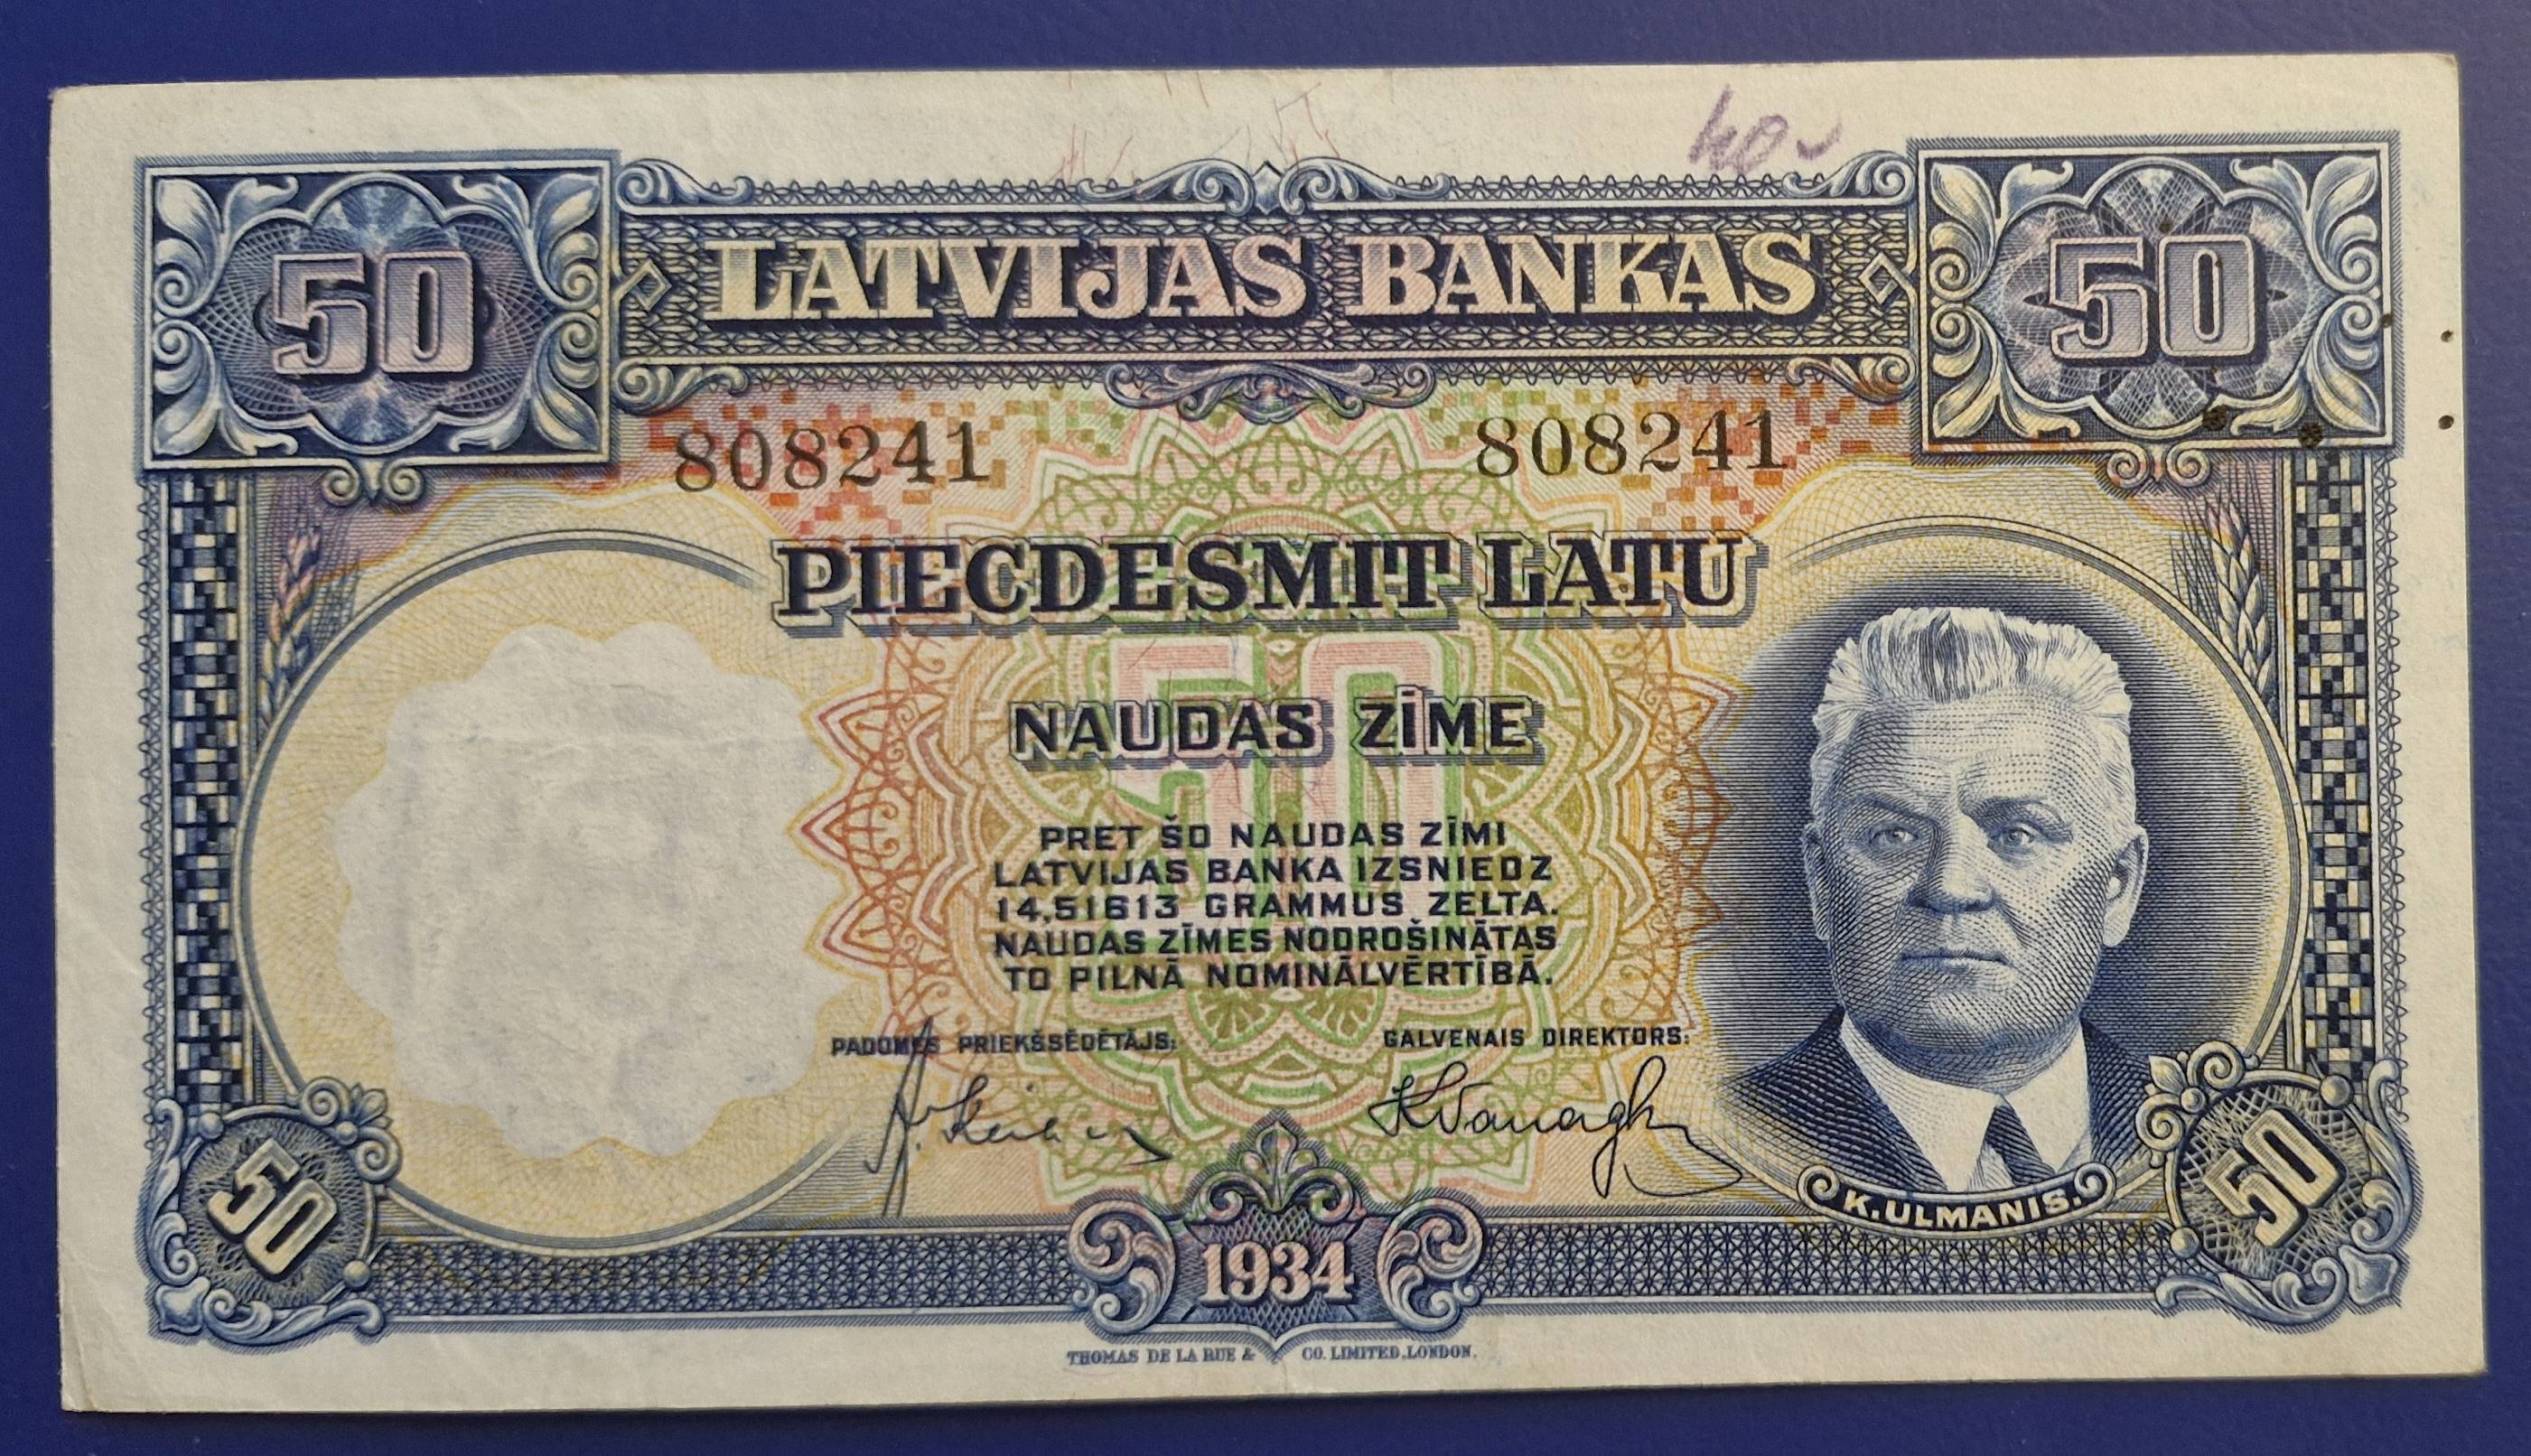 40-
50 LATVIJAS BANKAS 50
808241 808241
PIECDESMIT LATU
50
NAUDAS ZĪME
PRET ŠO NAUDAS ZĪMI
LATVIJAS BANKA IZSNIEDZ
14,51613 GRAMMUS ZELTA.
NAUDAS ZĪMES NODROŠINĀTAS
TO PILNĀ NOMINĀLVĒRTĪBĀ.
PADOMES PRIEKŠSĒDĒTĀJS: GALVENAIS DIREKTORS:
K. ULMANIS.
50 1934 50
THOMAS DE LA RUE & CO. LIMITED, LONDON.